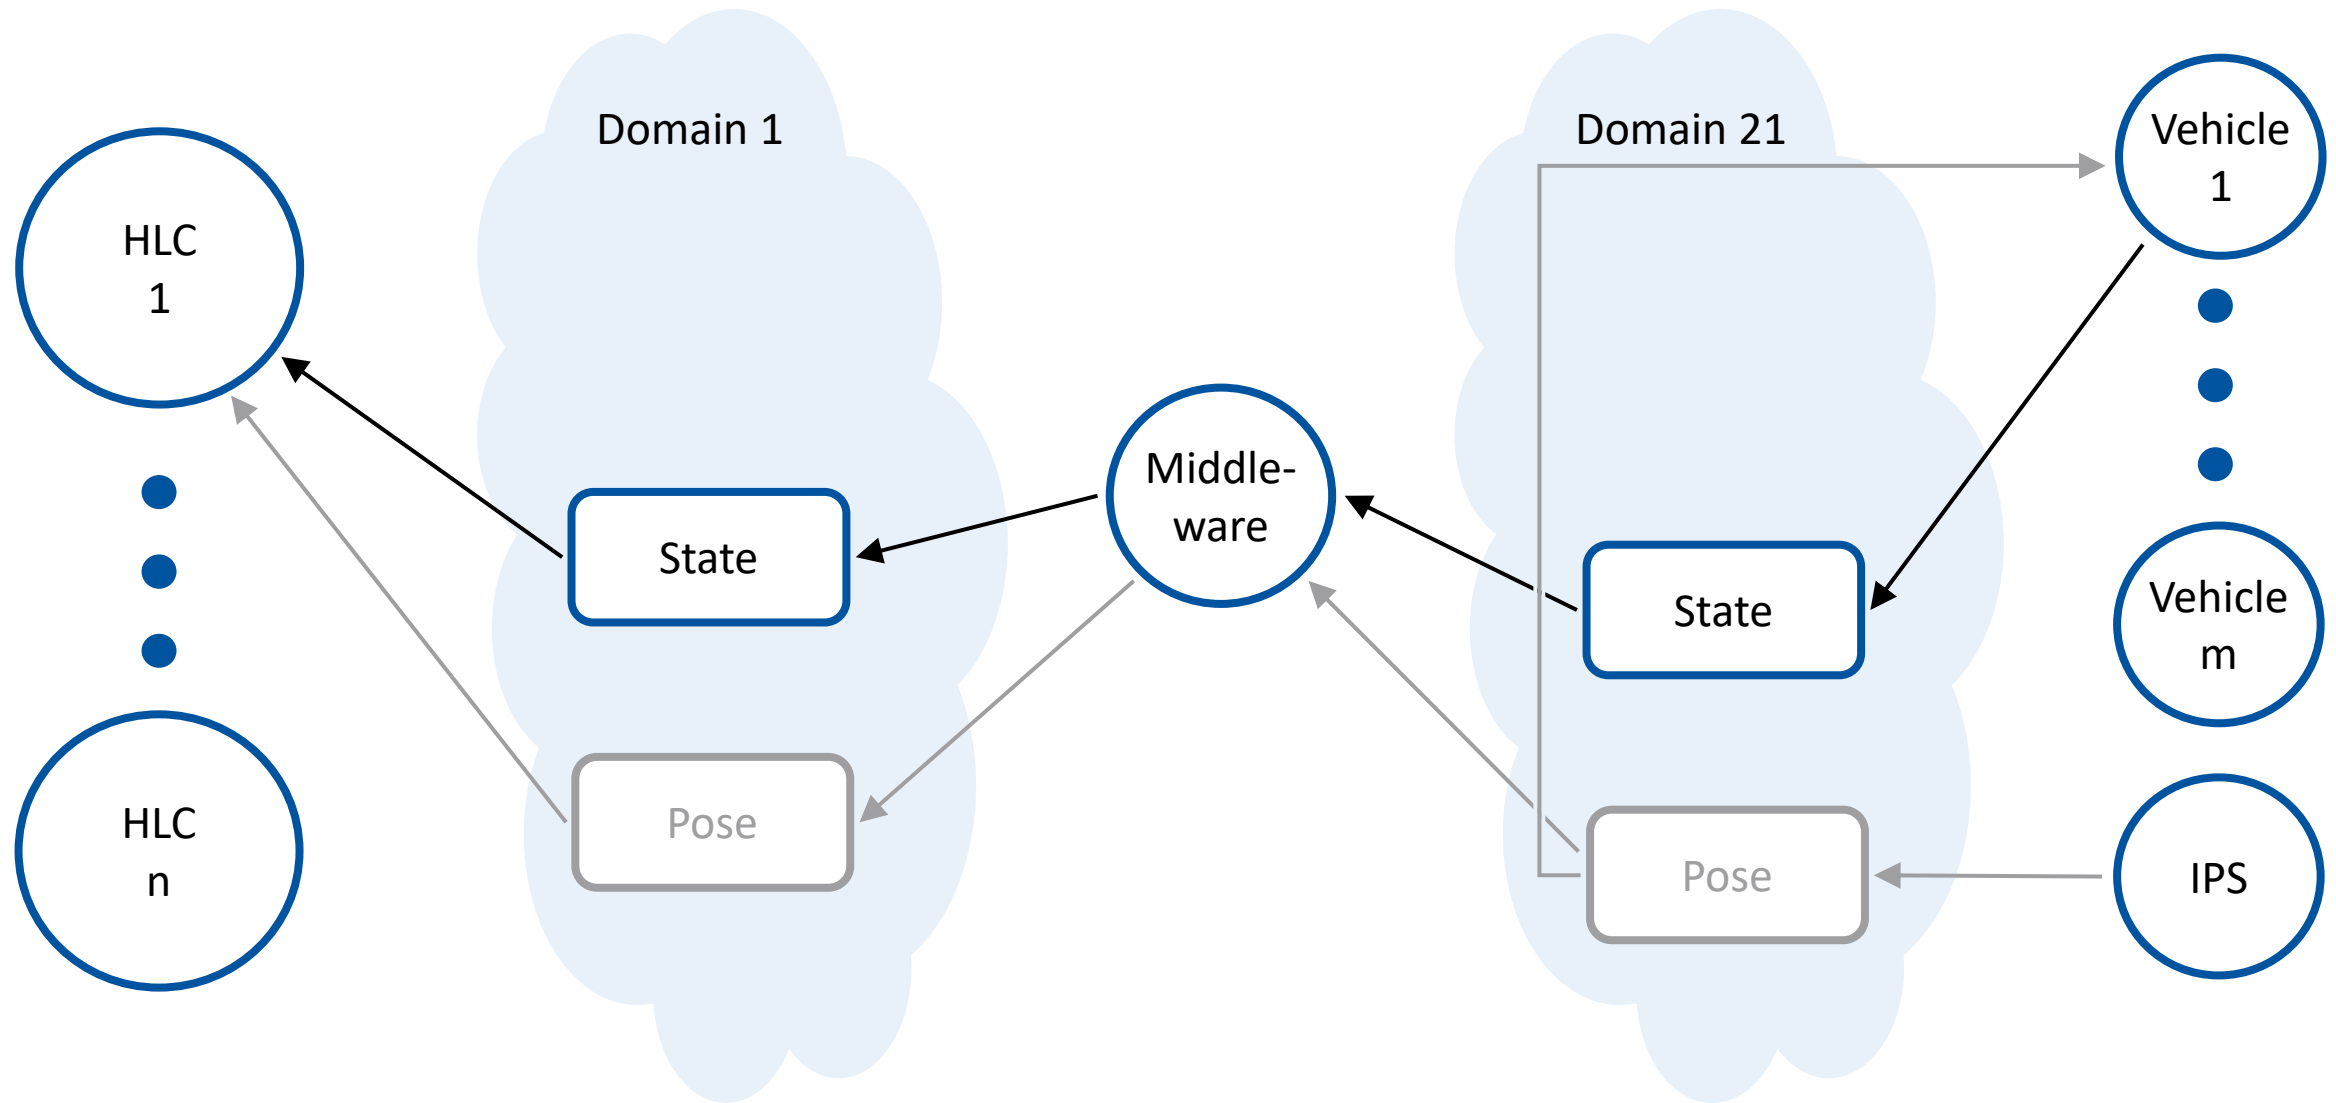 Domain 1
Domain 21
Vehicle
1
HLC
1
Middle-
ware
State
State
Vehicle
m
Pose
Pose
HLC
n
IPS